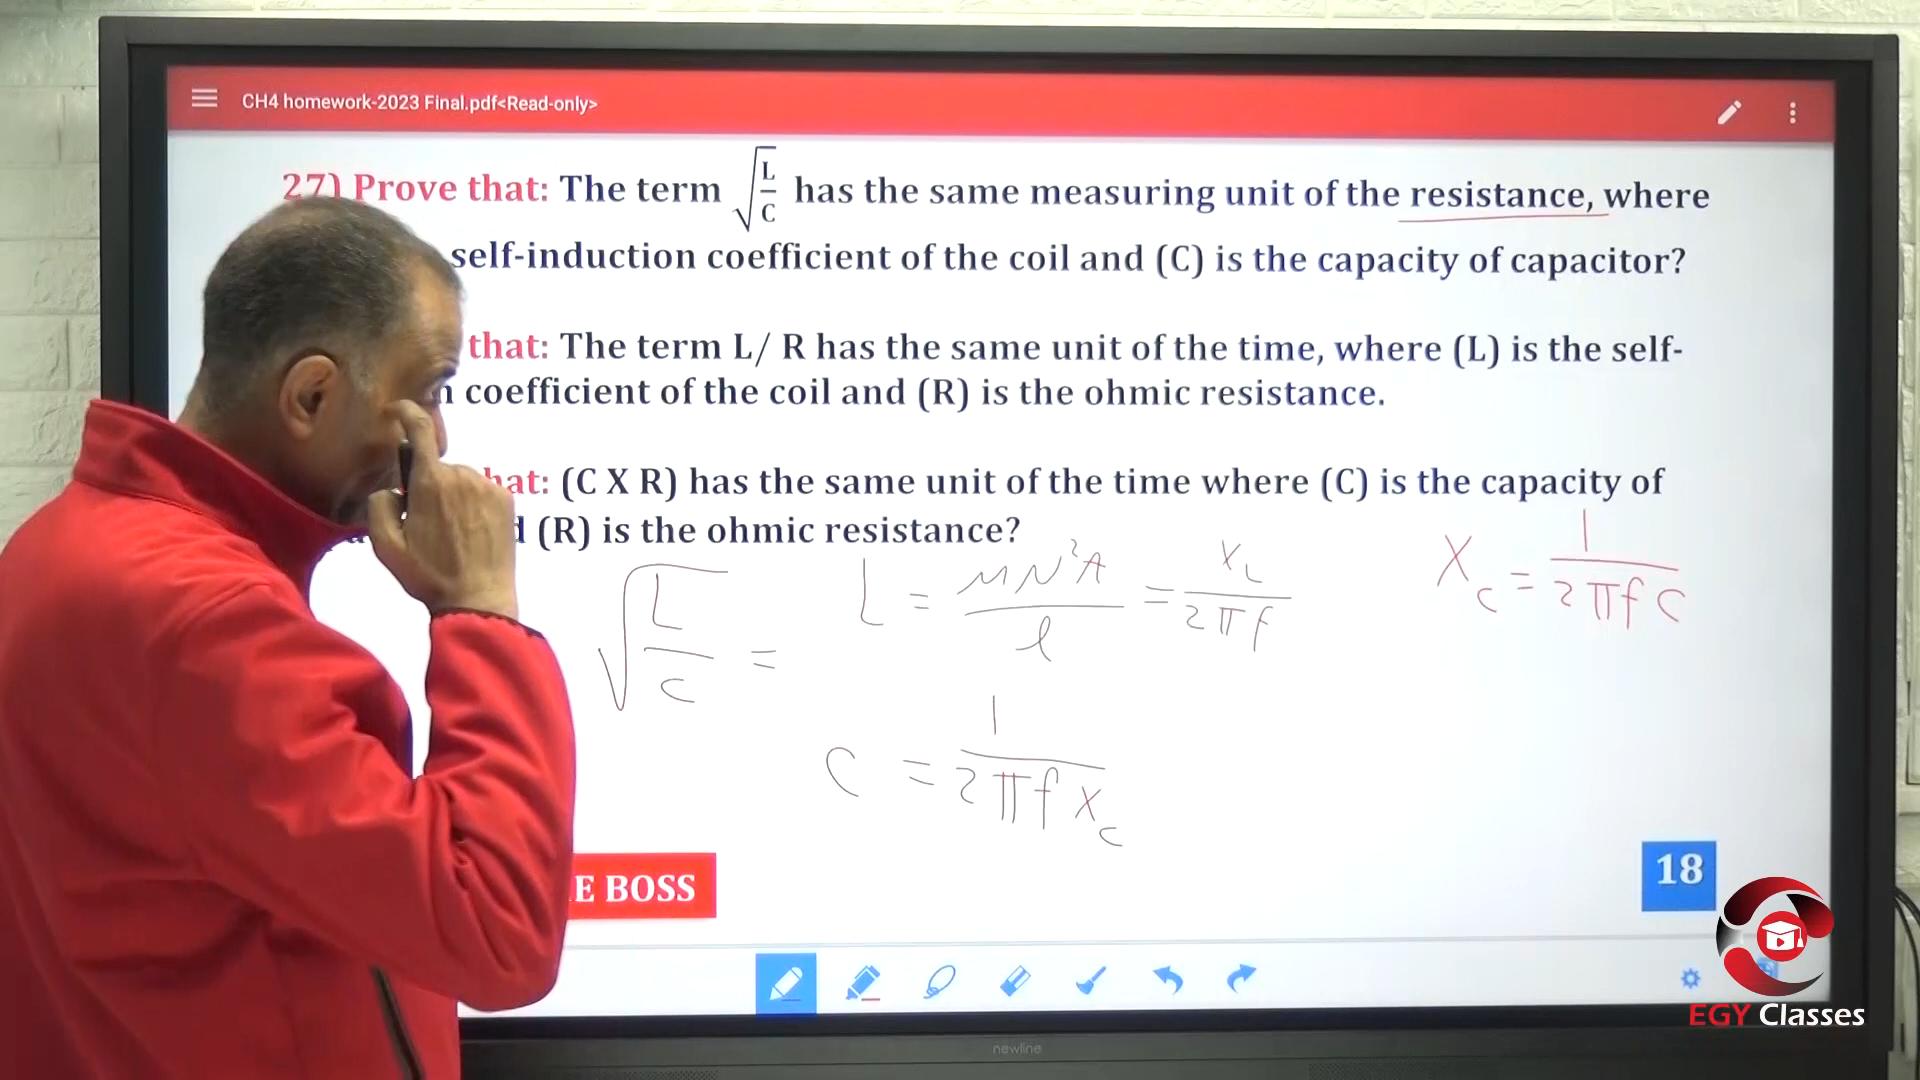 CH4 homework-2023 Final.pdf<Read-only>
27) Prove that: The term √(L/C) has the same measuring unit of the resistance, where
self-induction coefficient of the coil and (C) is the capacity of capacitor?
that: The term L/ R has the same unit of the time, where (L) is the self-
n coefficient of the coil and (R) is the ohmic resistance.
hat: (C X R) has the same unit of the time where (C) is the capacity of
d (R) is the ohmic resistance?
√(L/C) =
L = μN²A/l = X_L/2πf
X_C = 1/2πfC
C = 1/2πfX_C
E BOSS
18
EGY Classes
newline